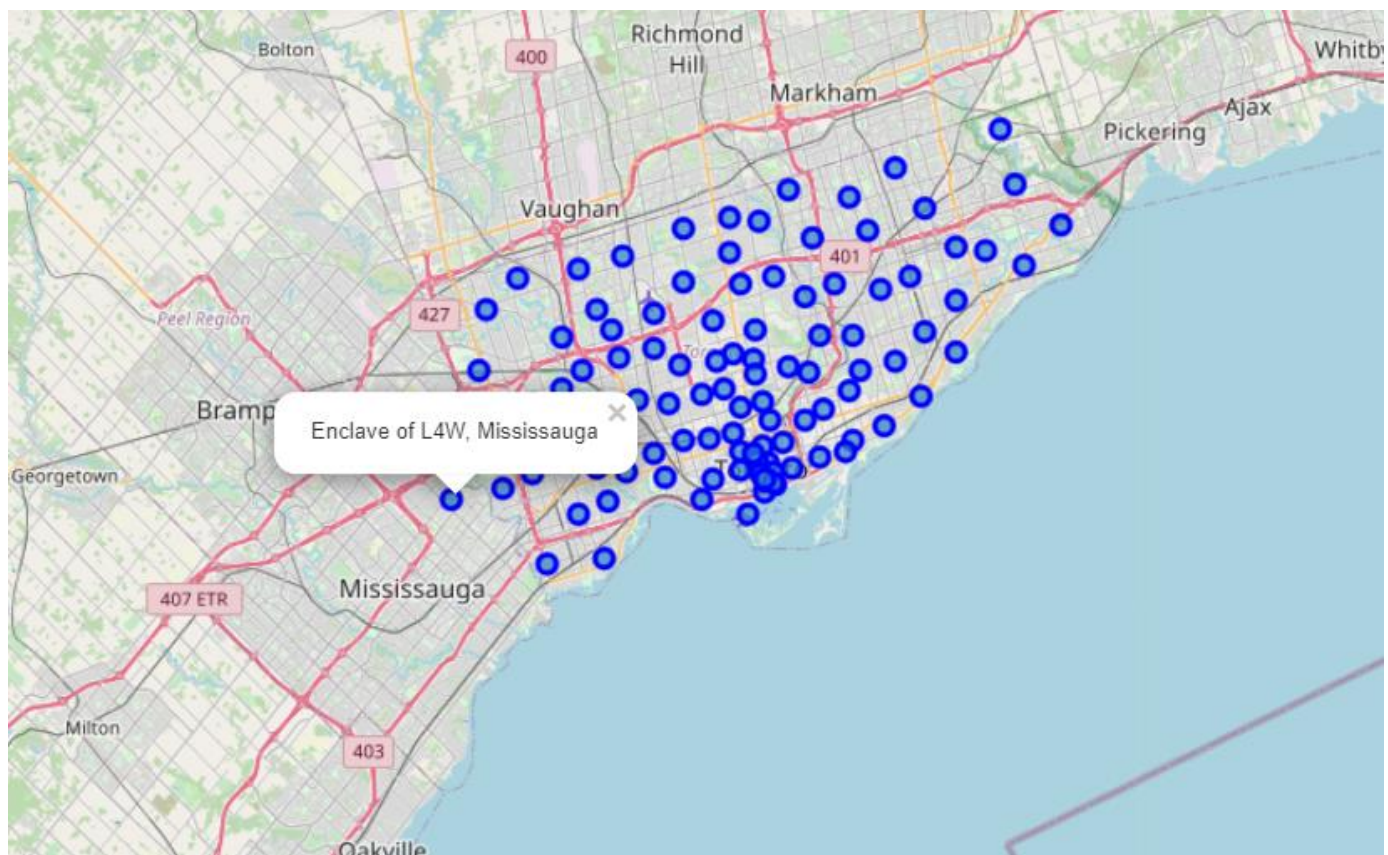 Bolton
400
Richmond
Hill
Whitby
Markham
Ajax
Pickering
Vaughan
401
427
Peel Region
Enclave of L4W, Mississauga
×
Georgetown
Mississauga
407 ETR
Milton
403
Oakville